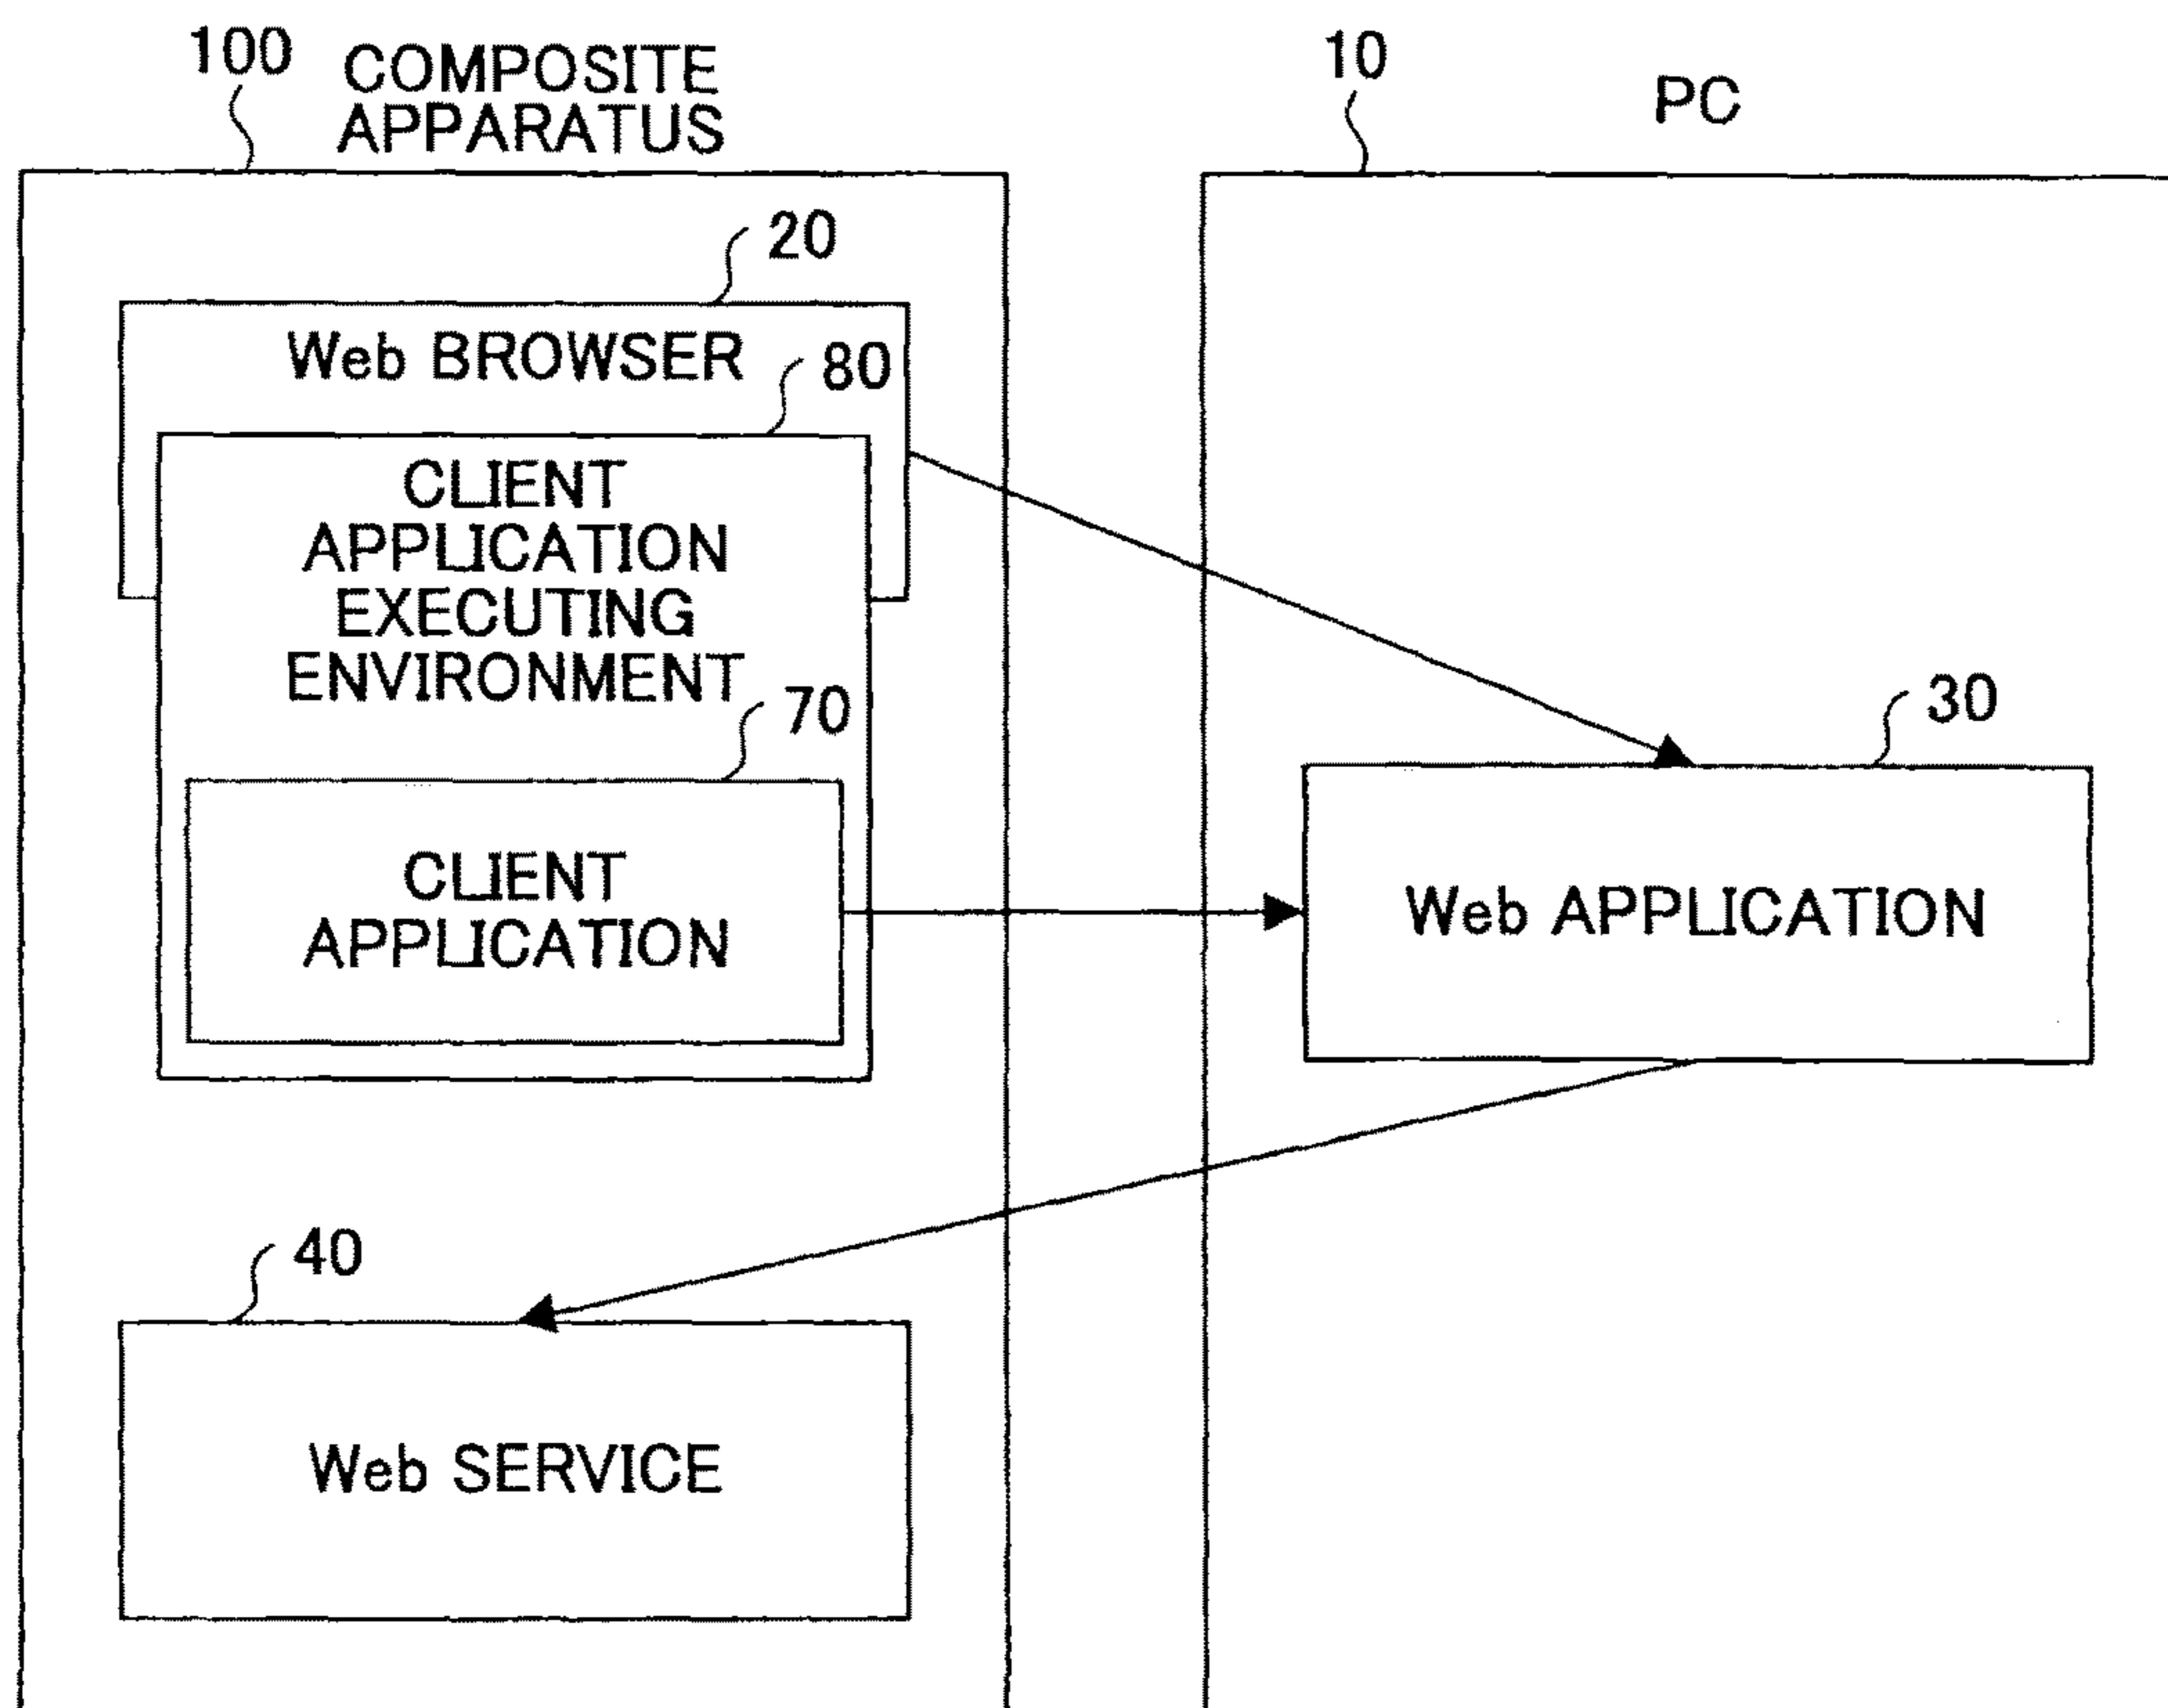 100
COMPOSITE
APPARATUS
10
PC
20
Web BROWSER
80
CLIENT
APPLICATION
EXECUTING
ENVIRONMENT
70
CLIENT
APPLICATION
30
Web APPLICATION
40
Web SERVICE